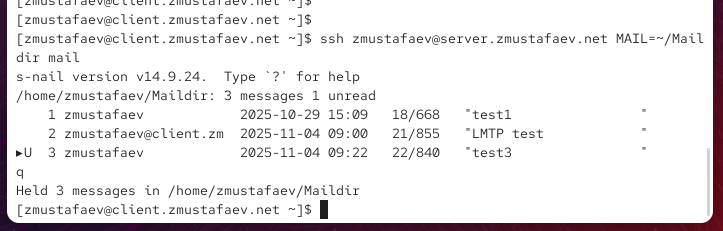 [zmustafaev@client.zmustafaev.net ~]$
[zmustafaev@client.zmustafaev.net ~]$
[zmustafaev@client.zmustafaev.net ~]$ ssh zmustafaev@server.zmustafaev.net MAIL=~/Mail
dir mail
s-nail version v14.9.24.  Type `?' for help
/home/zmustafaev/Maildir: 3 messages 1 unread
    1 zmustafaev            2025-10-29 15:09   18/668   "test1                "
    2 zmustafaev@client.zm  2025-11-04 09:00   21/855   "LMTP test            "
▸U  3 zmustafaev            2025-11-04 09:22   22/840   "test3                "
q
Held 3 messages in /home/zmustafaev/Maildir
[zmustafaev@client.zmustafaev.net ~]$